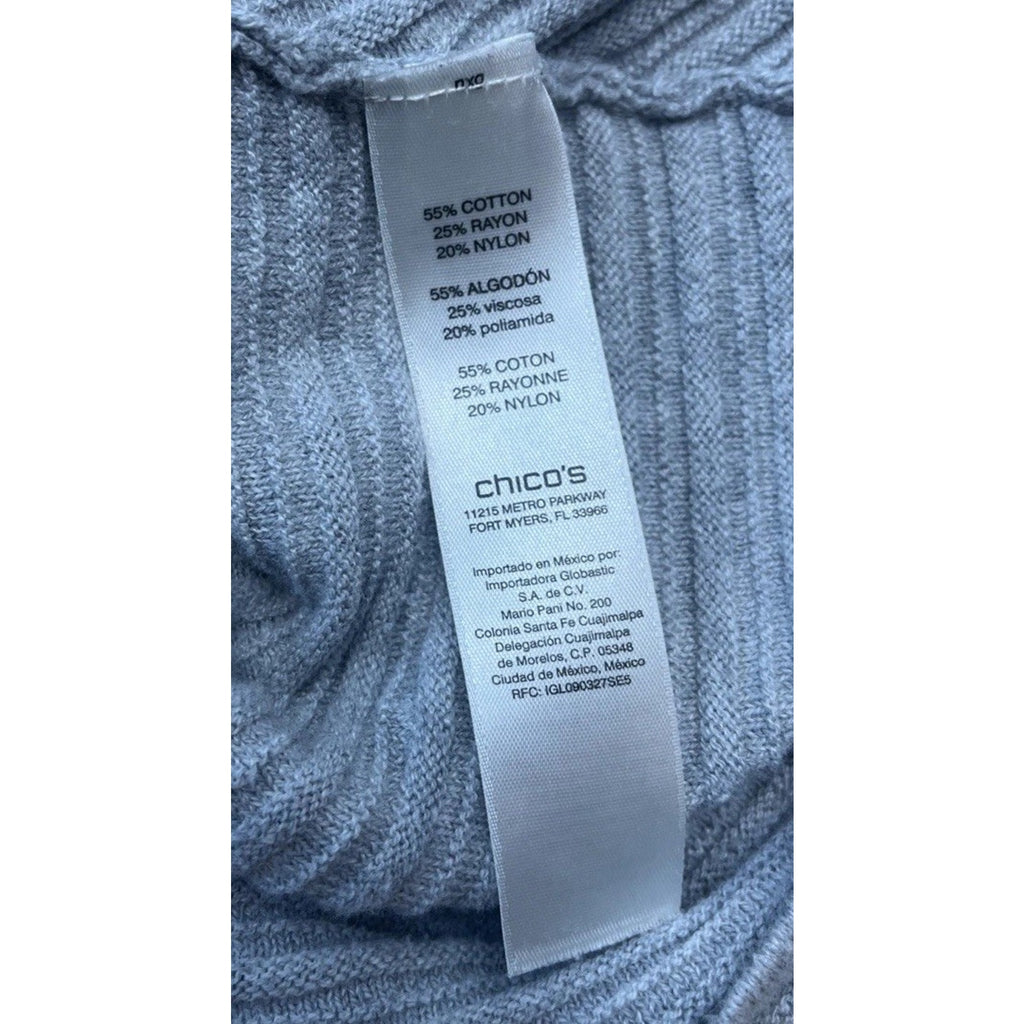 55% COTTON
25% RAYON
20% NYLON
55% ALGODÓN
25% viscosa
20% poliamida
55% COTON
25% RAYONNE
20% NYLON
chico's
11215 METRO PARKWAY
FORT MYERS, FL 33966
Importado en México por:
Importadora Globastic
S.A. de C.V.
Mario Pani No. 200
Colonia Santa Fe Cuajimalpa
Delegación Cuajimalpa
de Morelos, C.P. 05348
Ciudad de México, México
RFC: IGL090327SE5